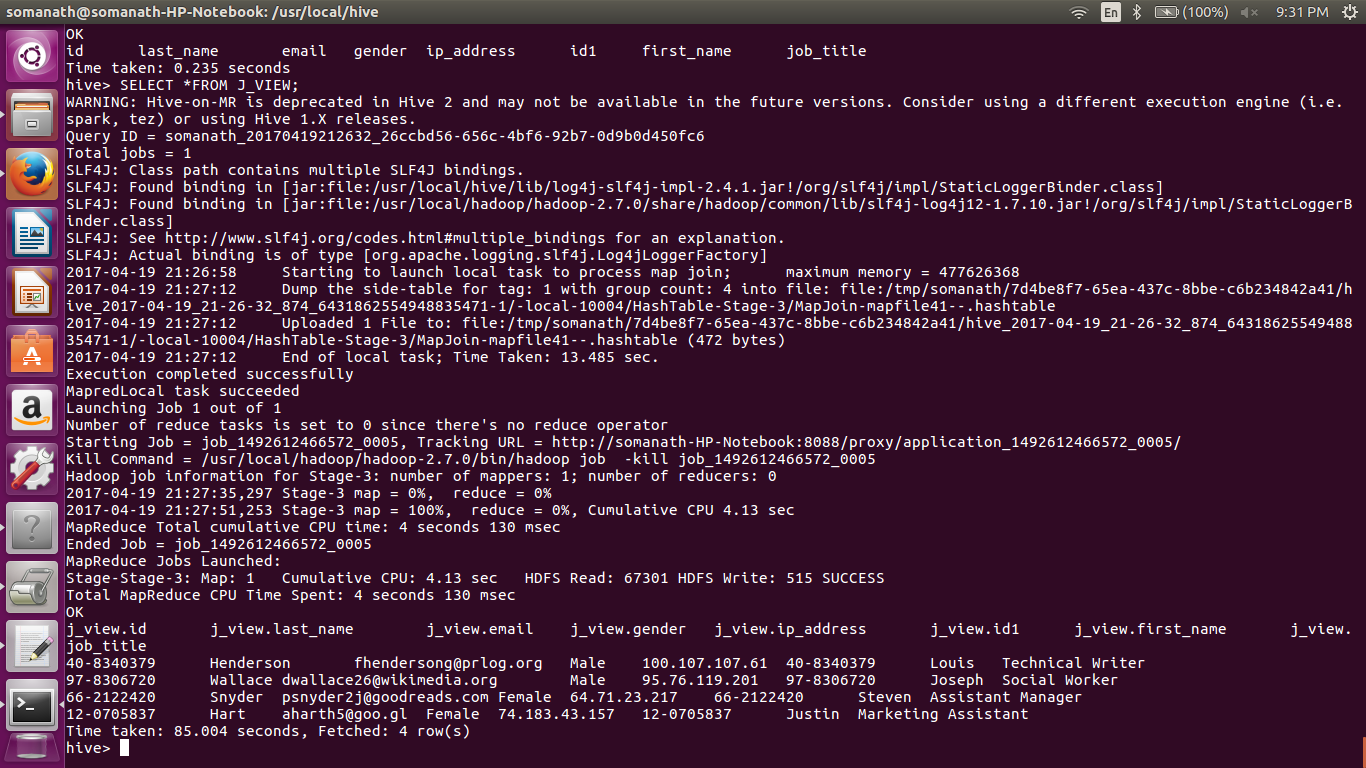 somanath@somanath-HP-Notebook: /usr/local/hive
En (100%) 9:31 PM
OK
id last_name email gender ip_address id1 first_name job_title
Time taken: 0.235 seconds
hive> SELECT *FROM J_VIEW;
WARNING: Hive-on-MR is deprecated in Hive 2 and may not be available in the future versions. Consider using a different execution engine (i.e.
spark, tez) or using Hive 1.X releases.
Query ID = somanath_20170419212632_26ccbd56-656c-4bf6-92b7-0d9b0d450fc6
Total jobs = 1
SLF4J: Class path contains multiple SLF4J bindings.
SLF4J: Found binding in [jar:file:/usr/local/hive/lib/log4j-slf4j-impl-2.4.1.jar!/org/slf4j/impl/StaticLoggerBinder.class]
SLF4J: Found binding in [jar:file:/usr/local/hadoop/hadoop-2.7.0/share/hadoop/common/lib/slf4j-log4j12-1.7.10.jar!/org/slf4j/impl/StaticLoggerB
inder.class]
SLF4J: See http://www.slf4j.org/codes.html#multiple_bindings for an explanation.
SLF4J: Actual binding is of type [org.apache.logging.slf4j.Log4jLoggerFactory]
2017-04-19 21:26:58 Starting to launch local task to process map join; maximum memory = 477626368
2017-04-19 21:27:12 Dump the side-table for tag: 1 with group count: 4 into file: file:/tmp/somanath/7d4be8f7-65ea-437c-8bbe-c6b234842a41/h
ive_2017-04-19_21-26-32_874_6431862554948835471-1/-local-10004/HashTable-Stage-3/MapJoin-mapfile41--.hashtable
2017-04-19 21:27:12 Uploaded 1 File to: file:/tmp/somanath/7d4be8f7-65ea-437c-8bbe-c6b234842a41/hive_2017-04-19_21-26-32_874_64318625549488
35471-1/-local-10004/HashTable-Stage-3/MapJoin-mapfile41--.hashtable (472 bytes)
2017-04-19 21:27:12 End of local task; Time Taken: 13.485 sec.
Execution completed successfully
MapredLocal task succeeded
Launching Job 1 out of 1
Number of reduce tasks is set to 0 since there's no reduce operator
Starting Job = job_1492612466572_0005, Tracking URL = http://somanath-HP-Notebook:8088/proxy/application_1492612466572_0005/
Kill Command = /usr/local/hadoop/hadoop-2.7.0/bin/hadoop job  -kill job_1492612466572_0005
Hadoop job information for Stage-3: number of mappers: 1; number of reducers: 0
2017-04-19 21:27:35,297 Stage-3 map = 0%,  reduce = 0%
2017-04-19 21:27:51,253 Stage-3 map = 100%,  reduce = 0%, Cumulative CPU 4.13 sec
MapReduce Total cumulative CPU time: 4 seconds 130 msec
Ended Job = job_1492612466572_0005
MapReduce Jobs Launched:
Stage-Stage-3: Map: 1 Cumulative CPU: 4.13 sec HDFS Read: 67301 HDFS Write: 515 SUCCESS
Total MapReduce CPU Time Spent: 4 seconds 130 msec
OK
j_view.id j_view.last_name j_view.email j_view.gender j_view.ip_address j_view.id1 j_view.first_name j_view.
job_title
40-8340379 Henderson fhendersong@prlog.org Male 100.107.107.61 40-8340379 Louis Technical Writer
97-8306720 Wallace dwallace26@wikimedia.org Male 95.76.119.201 97-8306720 Joseph Social Worker
66-2122420 Snyder psnyder2j@goodreads.com Female 64.71.23.217 66-2122420 Steven Assistant Manager
12-0705837 Hart aharth5@goo.gl Female 74.183.43.157 12-0705837 Justin Marketing Assistant
Time taken: 85.004 seconds, Fetched: 4 row(s)
hive>